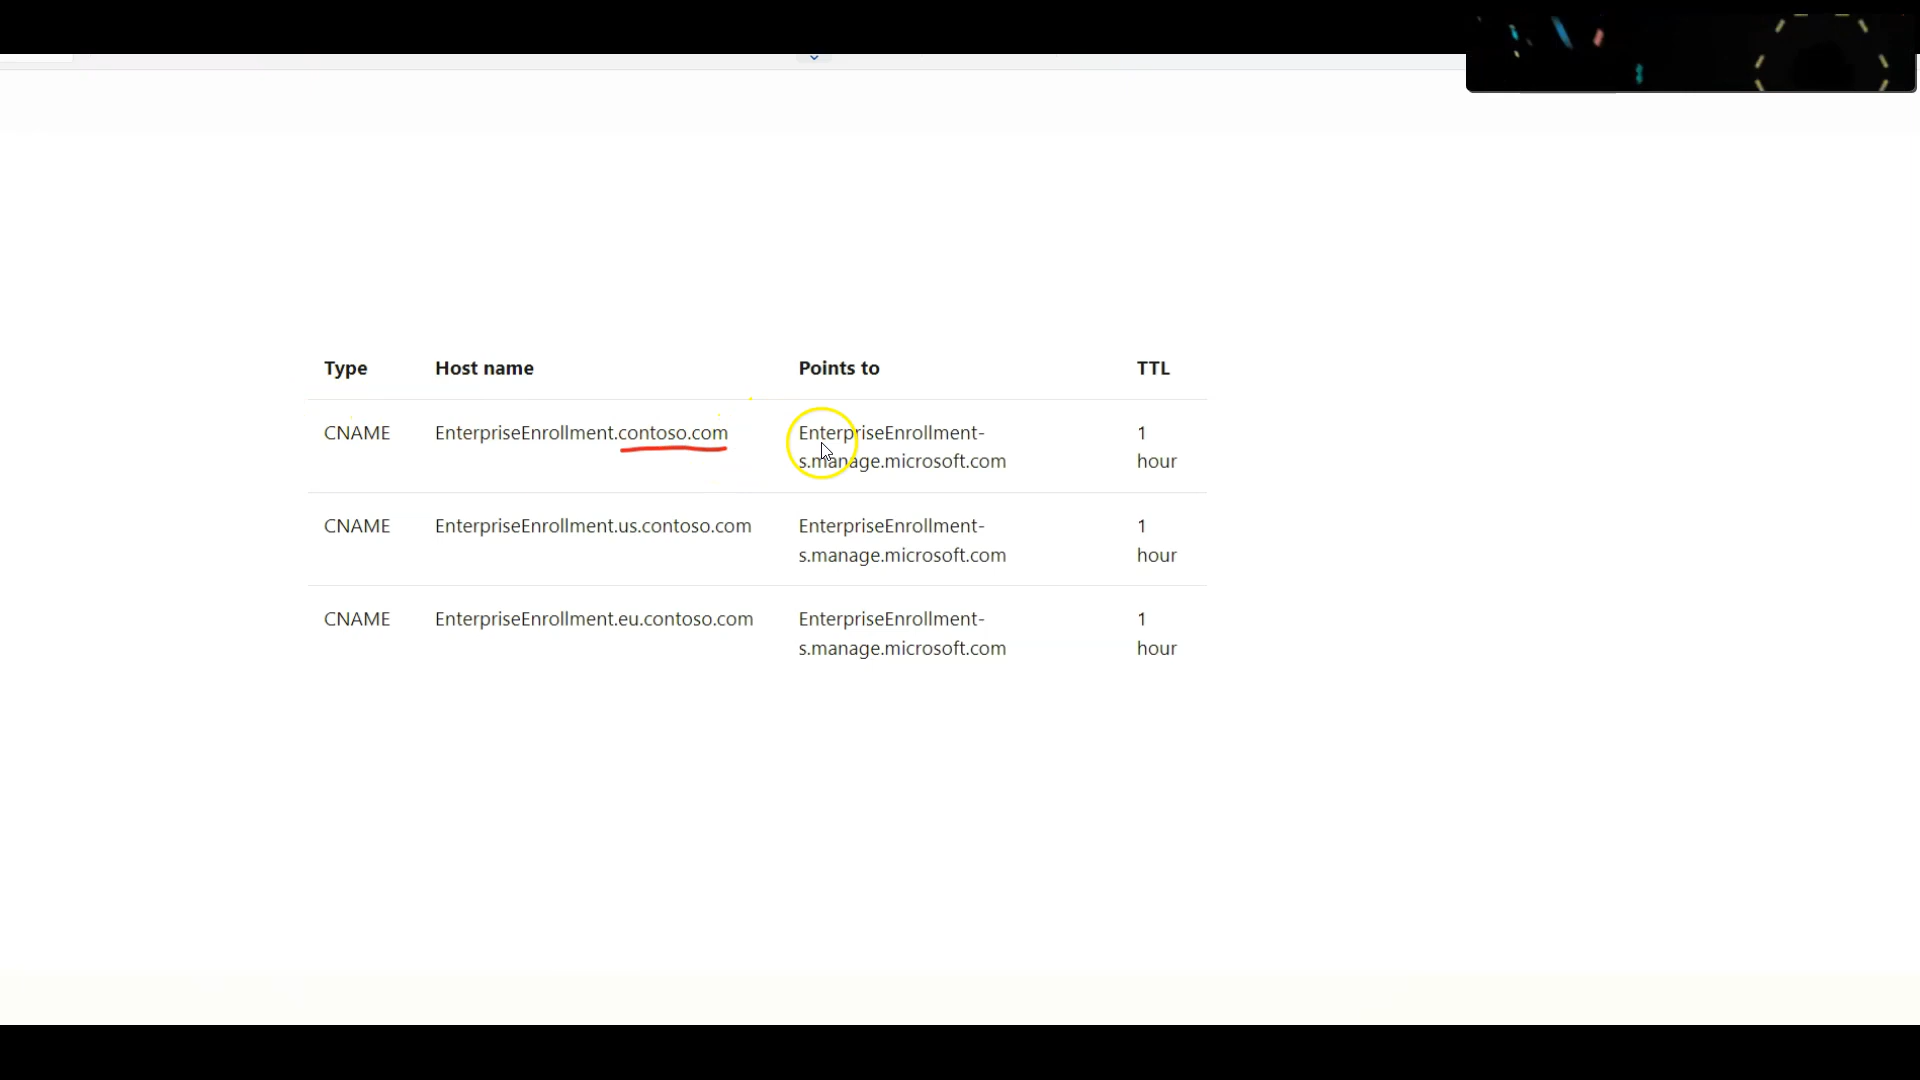 Type Host name Points to TTL
CNAME EnterpriseEnrollment.contoso.com EnterpriseEnrollment- 1
s.manage.microsoft.com hour
CNAME EnterpriseEnrollment.us.contoso.com EnterpriseEnrollment- 1
s.manage.microsoft.com hour
CNAME EnterpriseEnrollment.eu.contoso.com EnterpriseEnrollment- 1
s.manage.microsoft.com hour